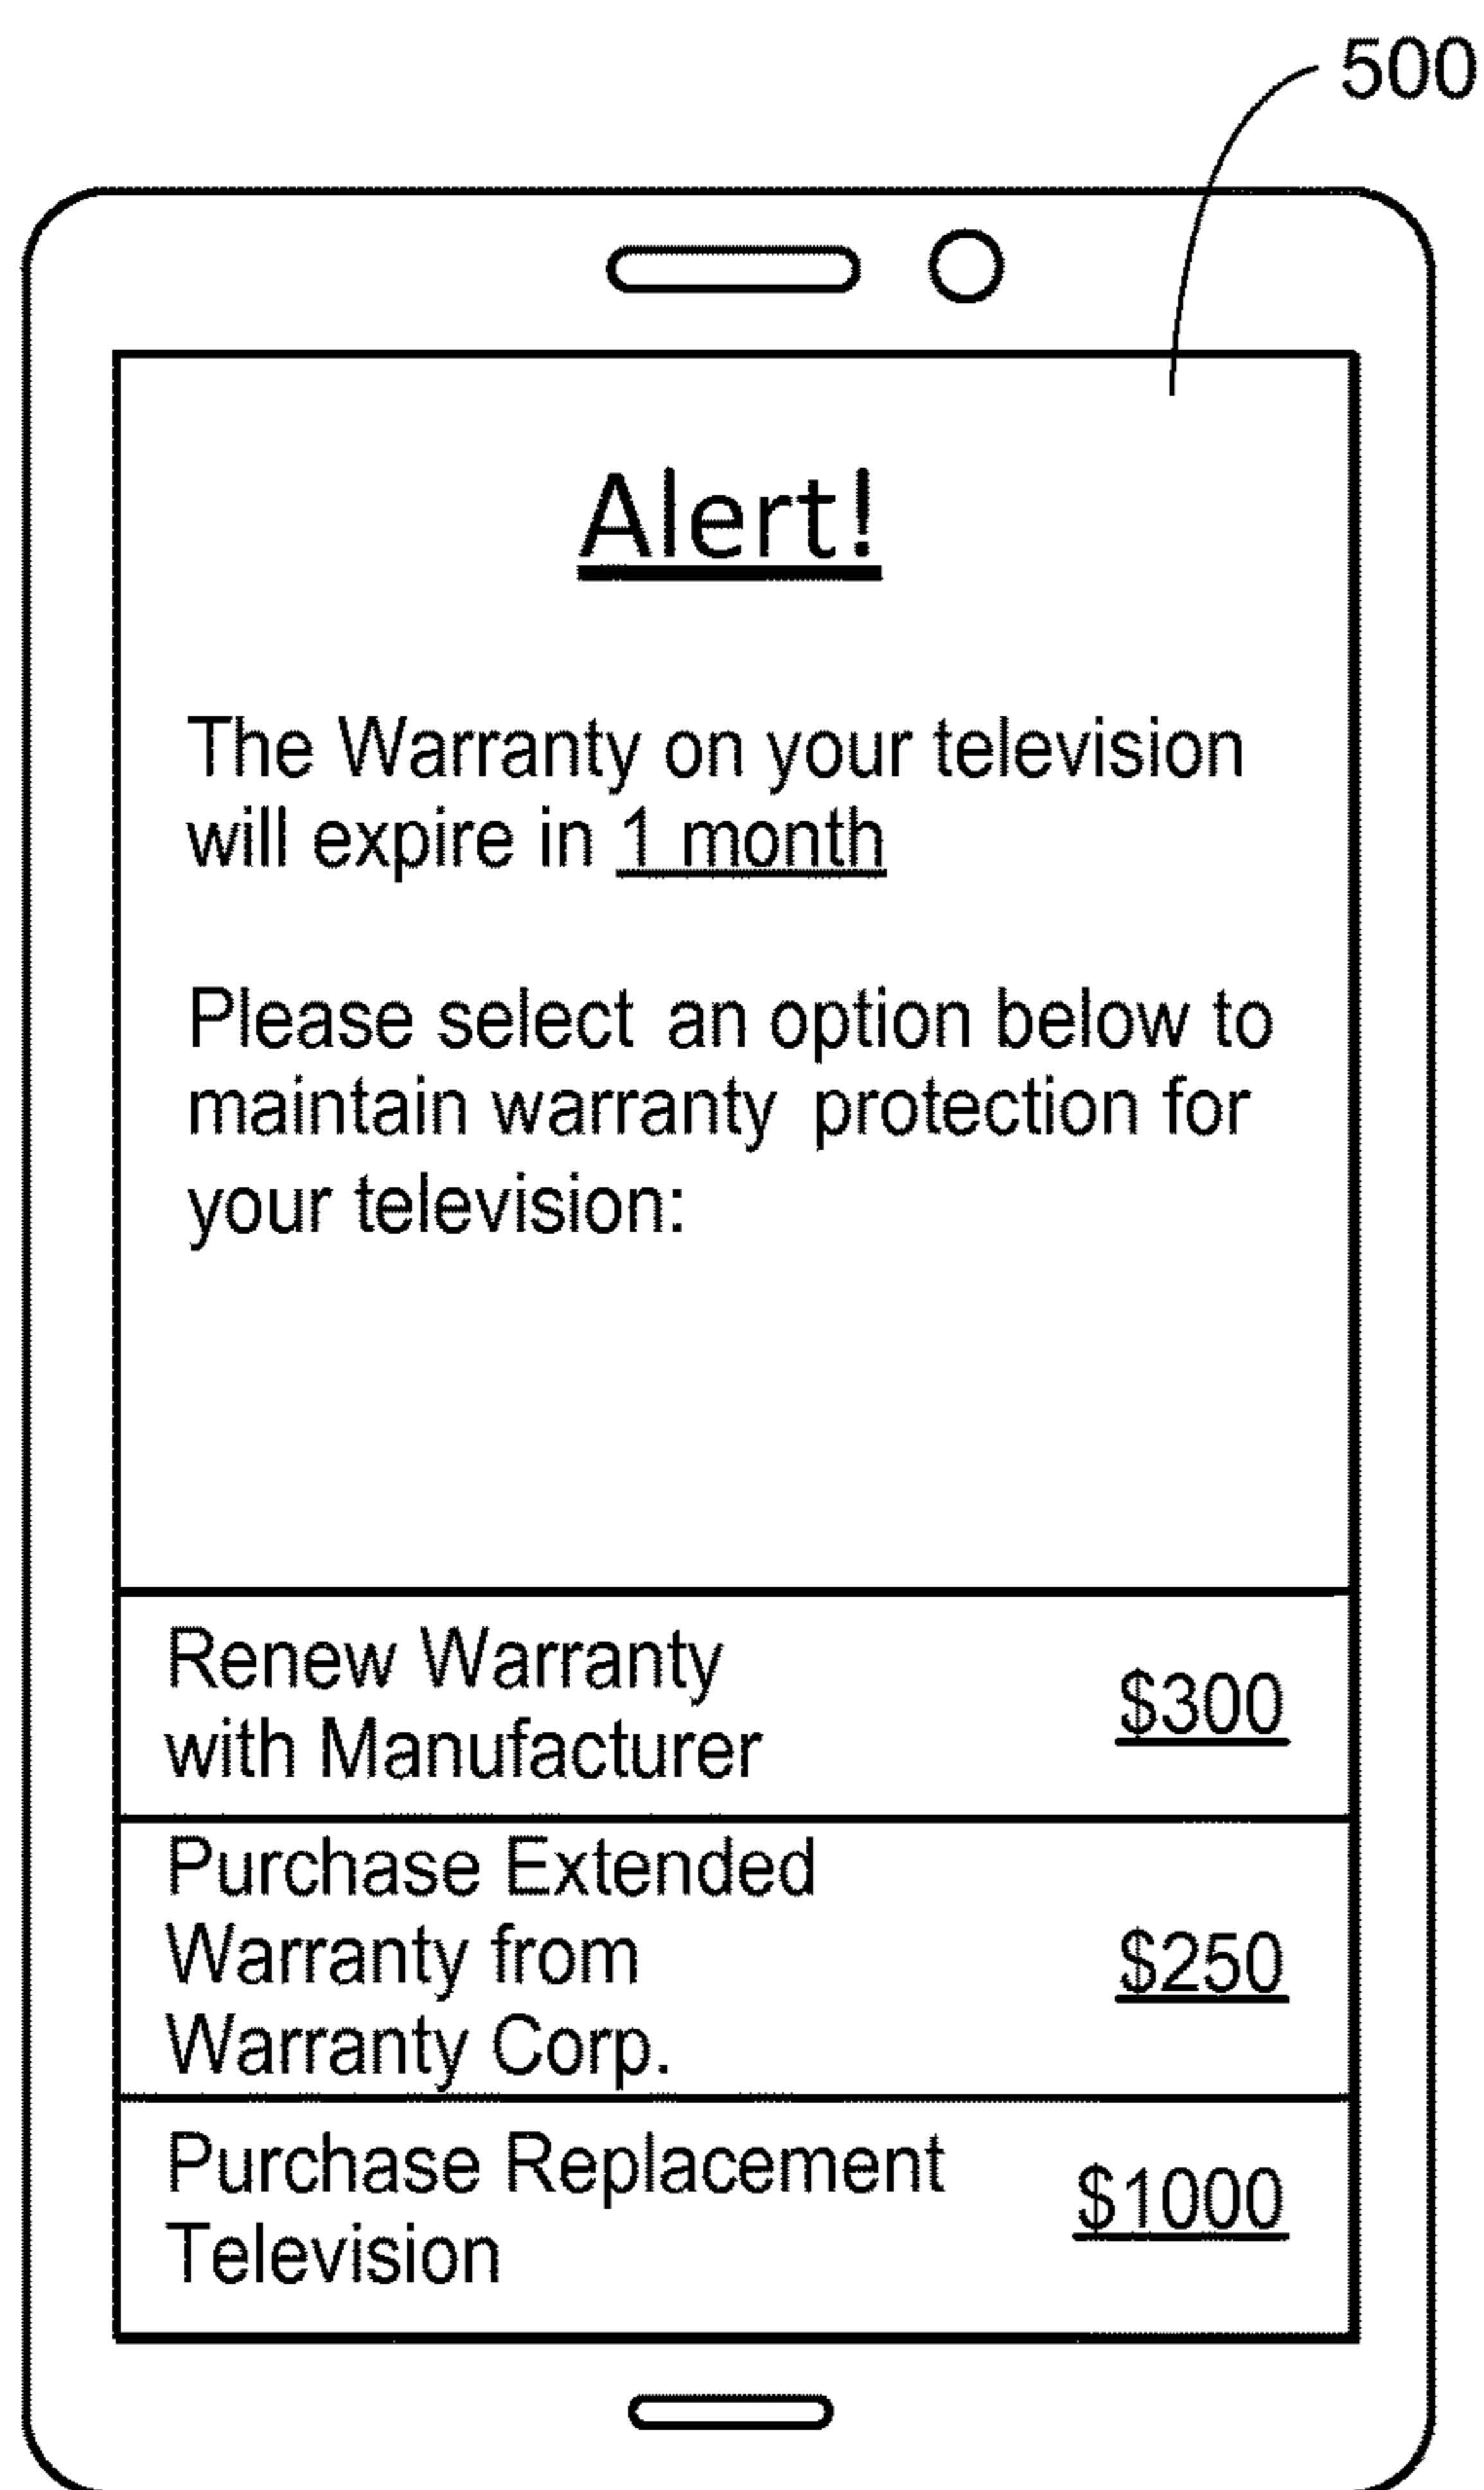 500
Alert!
The Warranty on your television
will expire in 1 month
Please select an option below to
maintain warranty protection for
your television:
Renew Warranty
with Manufacturer
$300
Purchase Extended
Warranty from
Warranty Corp.
$250
Purchase Replacement
Television
$1000